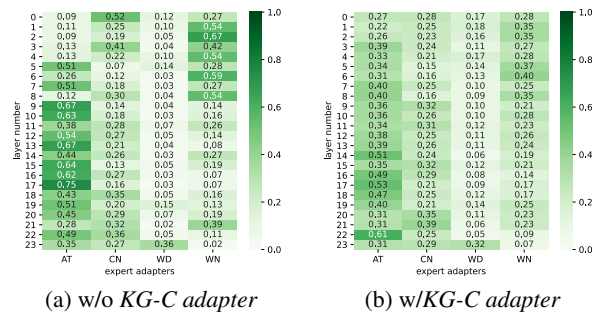 layer number
0 0.09 0.52 0.12 0.27
1 0.11 0.25 0.10 0.54
2 0.09 0.19 0.06 0.67
3 0.13 0.41 0.03 0.42
4 0.13 0.22 0.10 0.54
5 0.51 0.07 0.14 0.28
6 0.26 0.12 0.03 0.59
7 0.51 0.18 0.03 0.27
8 0.12 0.30 0.04 0.54
9 0.67 0.14 0.04 0.14
10 0.63 0.18 0.03 0.16
11 0.38 0.28 0.07 0.26
12 0.54 0.27 0.05 0.14
13 0.67 0.21 0.04 0.08
14 0.44 0.26 0.03 0.27
15 0.64 0.13 0.05 0.19
16 0.62 0.27 0.03 0.07
17 0.75 0.16 0.03 0.07
18 0.43 0.35 0.05 0.16
19 0.51 0.20 0.15 0.13
20 0.45 0.29 0.07 0.19
21 0.28 0.32 0.02 0.39
22 0.49 0.36 0.05 0.11
23 0.35 0.27 0.36 0.02
AT CN WD WN
expert adapters
1.0
0.8
0.6
0.4
0.2
0.0
(a) w/o KG-C adapter
layer number
0 0.27 0.28 0.17 0.28
1 0.22 0.25 0.18 0.35
2 0.26 0.23 0.16 0.35
3 0.39 0.24 0.11 0.27
4 0.33 0.21 0.17 0.28
5 0.34 0.17 0.14 0.37
6 0.31 0.16 0.13 0.40
7 0.40 0.25 0.10 0.25
8 0.40 0.16 0.09 0.35
9 0.36 0.32 0.10 0.21
10 0.36 0.26 0.10 0.28
11 0.34 0.31 0.12 0.23
12 0.38 0.25 0.11 0.26
13 0.39 0.26 0.11 0.24
14 0.51 0.24 0.06 0.19
15 0.35 0.32 0.12 0.21
16 0.49 0.29 0.08 0.14
17 0.53 0.21 0.09 0.17
18 0.47 0.25 0.12 0.17
19 0.40 0.21 0.14 0.25
20 0.31 0.35 0.11 0.23
21 0.31 0.39 0.06 0.23
22 0.61 0.25 0.05 0.09
23 0.31 0.29 0.32 0.07
AT CN WD WN
expert adapters
1.0
0.8
0.6
0.4
0.2
0.0
(b) w/KG-C adapter